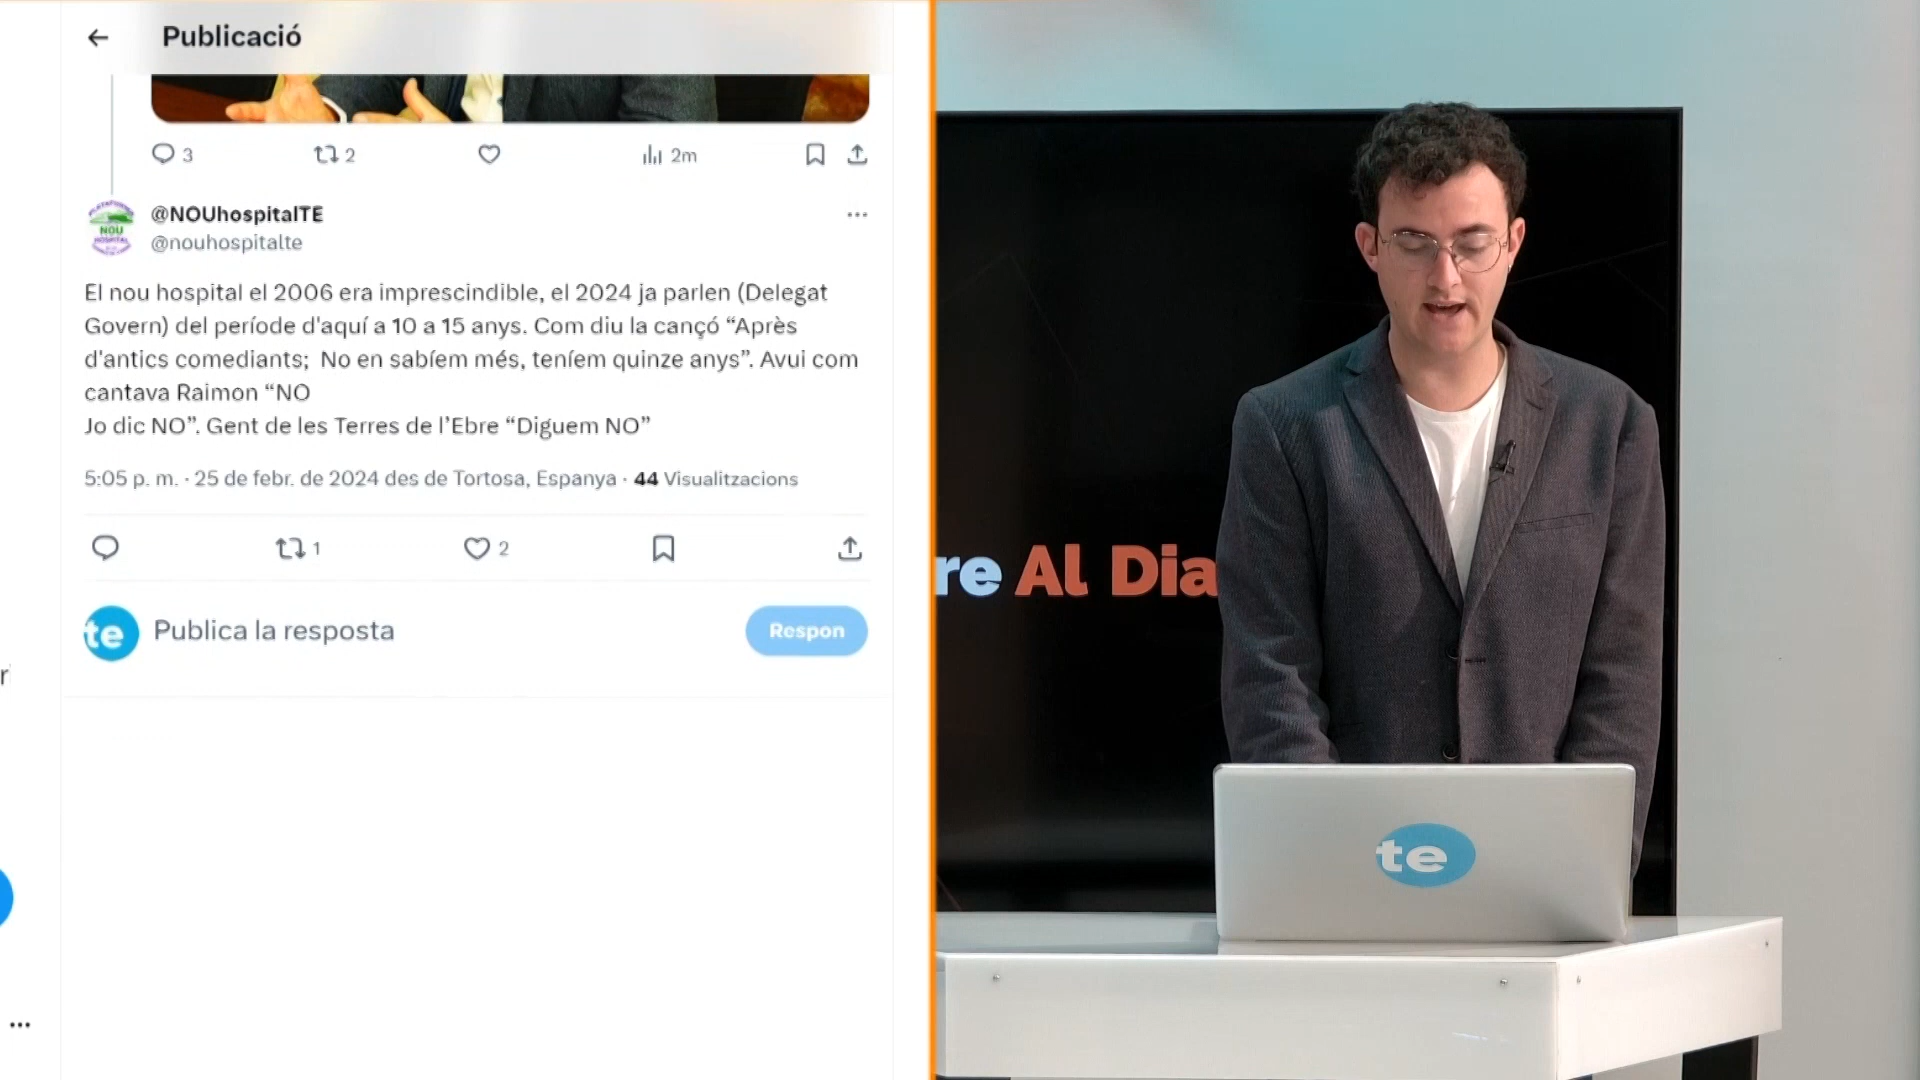 Publicació
3
2
2m
@NOUhospitalTE
@nouhospitalte
NOU
El nou hospital el 2006 era imprescindible, el 2024 ja parlen (Delegat
Govern) del període d'aquí a 10 a 15 anys. Com diu la cançó “Après
d'antics comediants;  No en sabíem més, teníem quinze anys”. Avui com
cantava Raimon “NO
Jo dic NO”. Gent de les Terres de l’Ebre “Diguem NO”
5:05 p. m. · 25 de febr. de 2024 des de Tortosa, Espanya · 44 Visualitzacions
1
2
te
Publica la resposta
Respon
re Al Dia
te